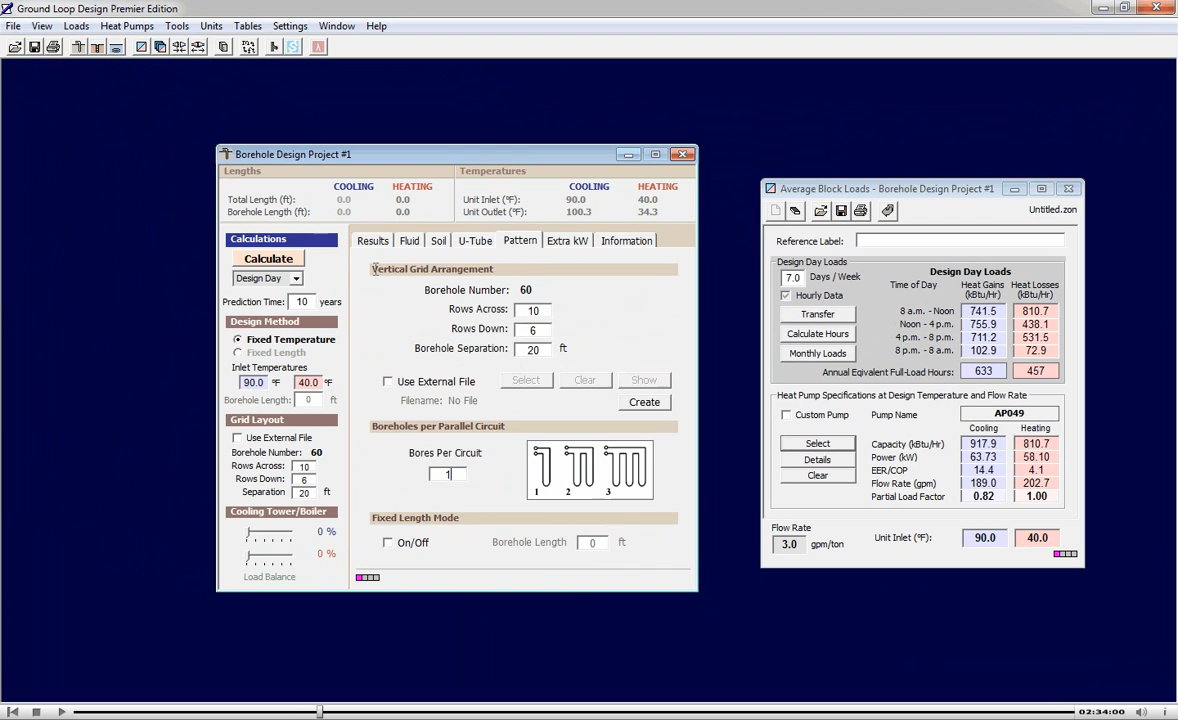 Ground Loop Design Premier Edition
File View Loads Heat Pumps Tools Units Tables Settings Window Help
Borehole Design Project #1
Lengths Temperatures
COOLING HEATING COOLING HEATING
Total Length (ft): 0.0 0.0 Unit Inlet (ºF): 90.0 40.0
Borehole Length (ft): 0.0 0.0 Unit Outlet (ºF): 100.3 34.3
Calculations
Calculate
Design Day
Prediction Time: 10 years
Design Method
Fixed Temperature
Fixed Length
Inlet Temperatures
90.0 ºF 40.0 ºF
Borehole Length: 0 ft
Grid Layout
Use External File
Borehole Number: 60
Rows Across: 10
Rows Down: 6
Separation: 20 ft
Cooling Tower/Boiler
0 %
0 %
Load Balance
Results Fluid Soil U-Tube Pattern Extra kW Information
Vertical Grid Arrangement
Borehole Number: 60
Rows Across: 10
Rows Down: 6
Borehole Separation: 20 ft
Use External File Select Clear Show
Filename: No File Create
Boreholes per Parallel Circuit
Bores Per Circuit
1
1 2 3
Fixed Length Mode
On/Off Borehole Length 0 ft
Average Block Loads - Borehole Design Project #1
Untitled.zon
Reference Label:
Design Day Loads
7.0 Days / Week
Hourly Data
Transfer
Calculate Hours
Monthly Loads
Design Day Loads
Time of Day Heat Gains (kBtu/Hr) Heat Losses (kBtu/Hr)
8 a.m. - Noon 741.5 810.7
Noon - 4 p.m. 755.9 438.1
4 p.m. - 8 p.m. 711.2 531.5
8 p.m. - 8 a.m. 102.9 72.9
Annual Eqivalent Full-Load Hours: 633 457
Heat Pump Specifications at Design Temperature and Flow Rate
Custom Pump Pump Name AP049
Cooling Heating
Select Capacity (kBtu/Hr) 917.9 810.7
Details Power (kW) 63.73 58.10
Clear EER/COP 14.4 4.1
Flow Rate (gpm) 189.0 202.7
Partial Load Factor 0.82 1.00
Flow Rate
3.0 gpm/ton Unit Inlet (ºF): 90.0 40.0
02:34:00